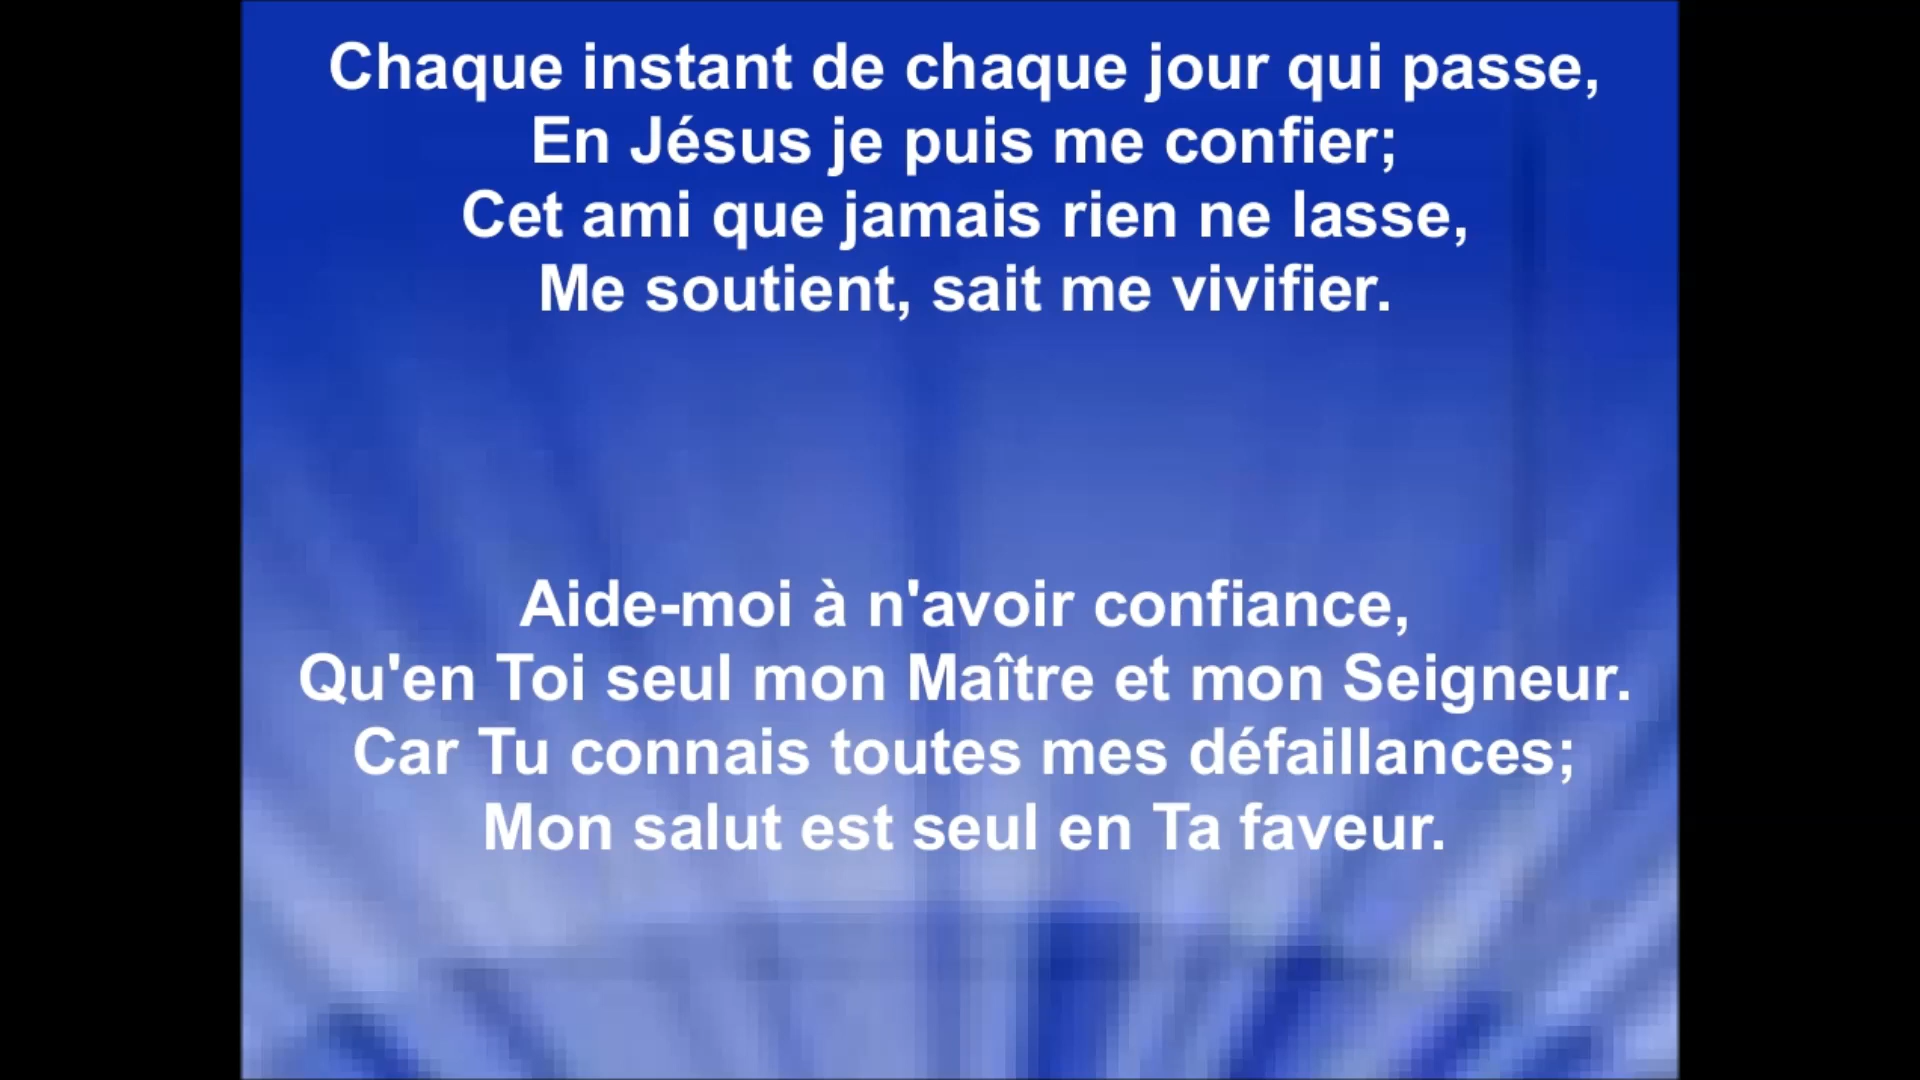 Chaque instant de chaque jour qui passe,
En Jésus je puis me confier;
Cet ami que jamais rien ne lasse,
Me soutient, sait me vivifier.
Aide-moi à n'avoir confiance,
Qu'en Toi seul mon Maître et mon Seigneur.
Car Tu connais toutes mes défaillances;
Mon salut est seul en Ta faveur.